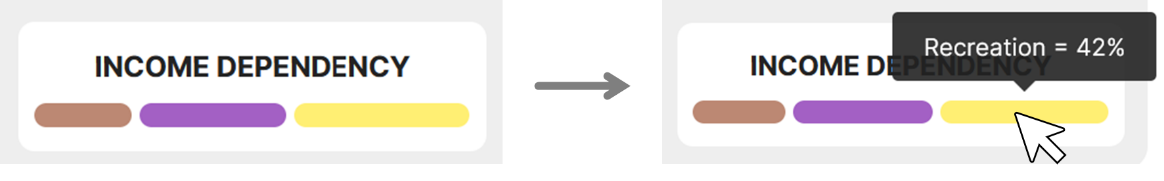 INCOME DEPENDENCY
Recreation = 42%
INCOME DEPENDENCY